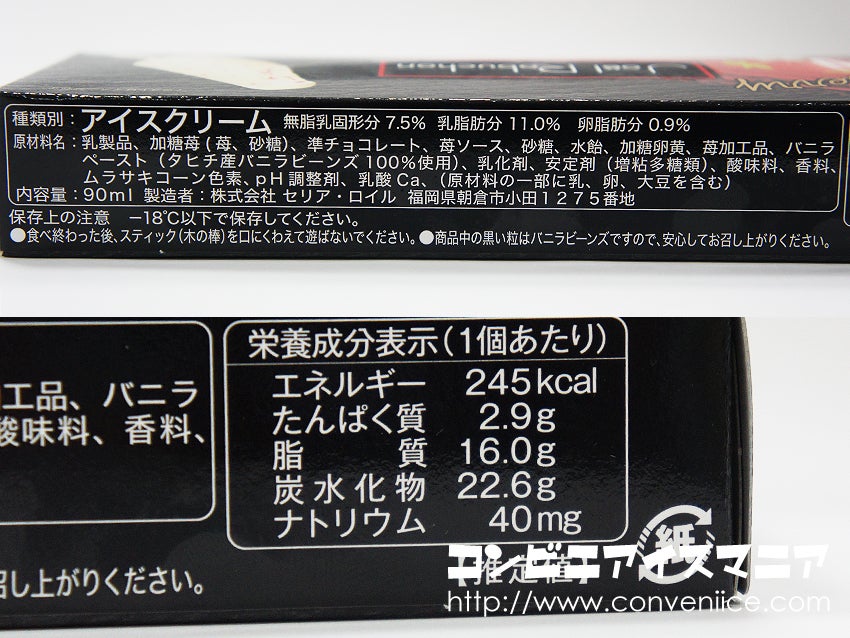 Joël Robuchon
種類別：アイスクリーム 無脂乳固形分 7.5% 乳脂肪分 11.0% 卵脂肪分 0.9%
原材料名：乳製品、加糖苺（苺、砂糖）、準チョコレート、苺ソース、砂糖、水飴、加糖卵黄、苺加工品、バニラ
ペースト（タヒチ産バニラビーンズ 100%使用）、乳化剤、安定剤（増粘多糖類）、酸味料、香料、
ムラサキコーン色素、pH調整剤、乳酸Ca、（原材料の一部に乳、卵、大豆を含む）
内容量：90ml 製造者：株式会社 セリア・ロイル 福岡県朝倉市小田1275番地
保存上の注意 −18℃以下で保存してください。
●食べ終わった後、スティック（木の棒）を口にくわえて遊ばないでください。●商品中の黒い粒はバニラビーンズですので、安心してお召し上がりください。
工品、バニラ
酸味料、香料、
召し上がりください。
栄養成分表示（1個あたり）
エネルギー 245kcal
たんぱく質 2.9g
脂質 16.0g
炭水化物 22.6g
ナトリウム 40mg
【推定値】
紙
コンビニアイスマニア
http://www.conveniice.com/